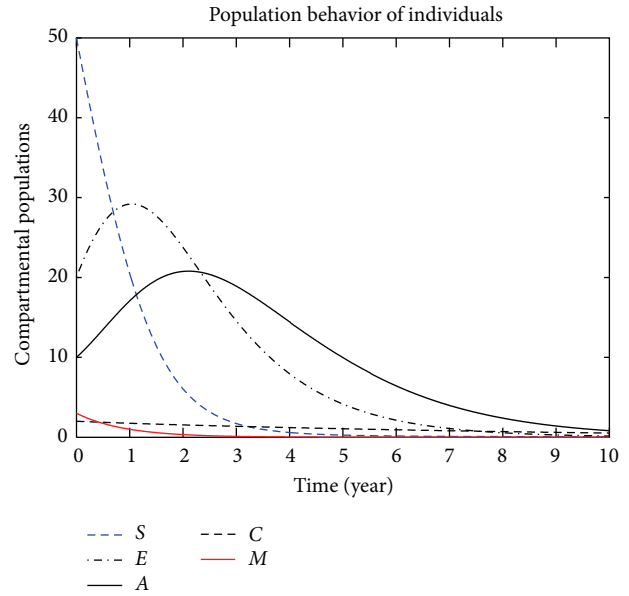 Population behavior of individuals
50
40
30
20
10
0
Compartmental populations
0 1 2 3 4 5 6 7 8 9 10
Time (year)
S C
E M
A